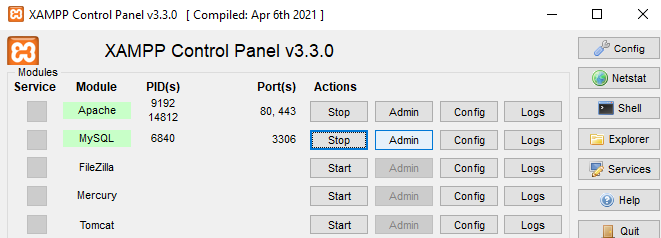 XAMPP Control Panel v3.3.0 [ Compiled: Apr 6th 2021 ]
XAMPP Control Panel v3.3.0
Config
Modules
Service Module PID(s) Port(s) Actions
Netstat
Apache 9192 14812 80, 443 Stop Admin Config Logs
Shell
MySQL 6840 3306 Stop Admin Config Logs
Explorer
FileZilla Start Admin Config Logs
Services
Mercury Start Admin Config Logs
Help
Tomcat Start Admin Config Logs
Quit